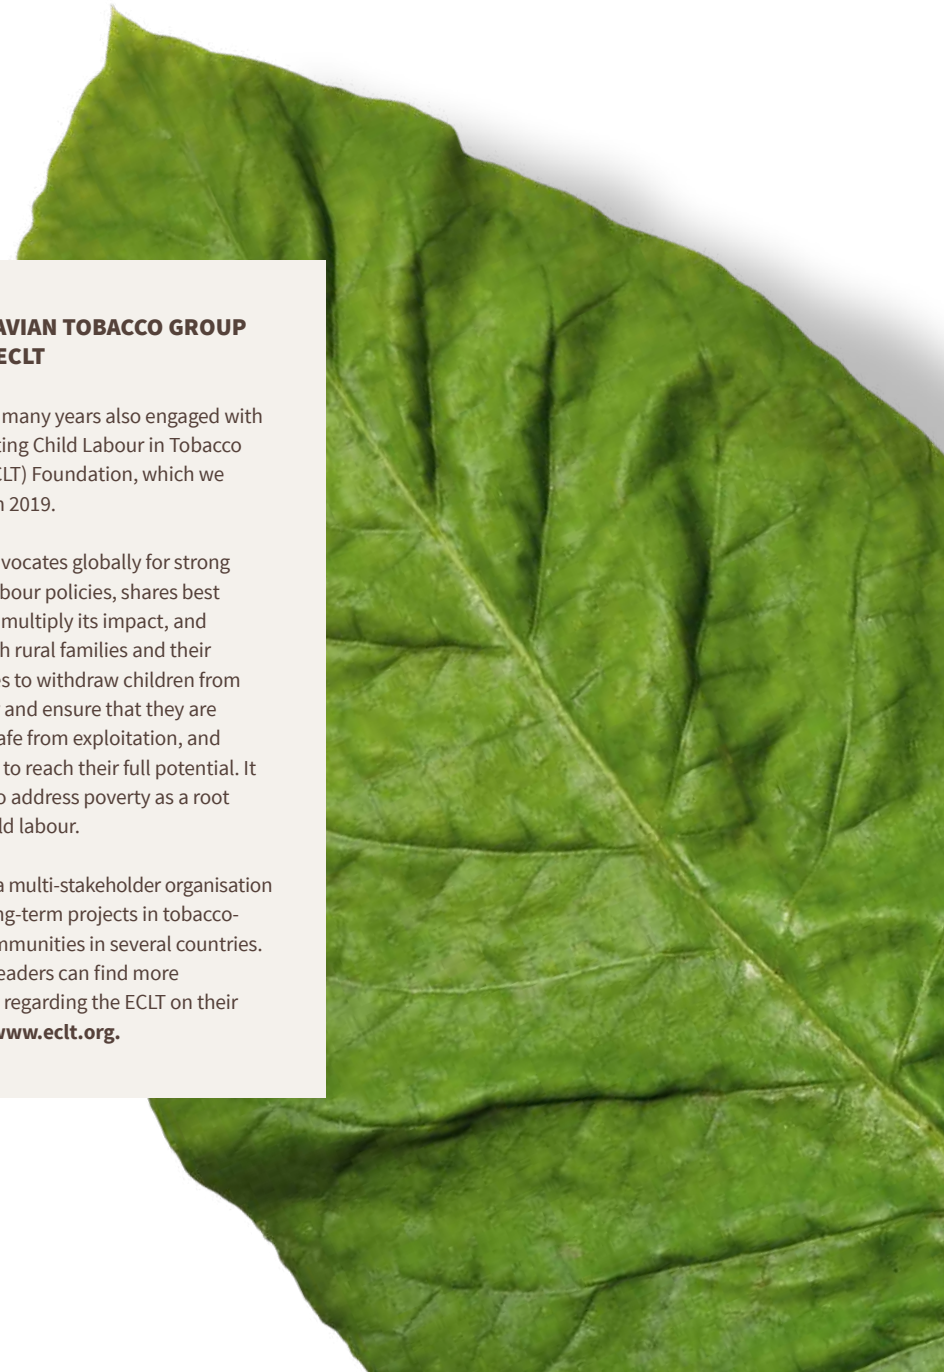 AVIAN TOBACCO GROUP
ECLT
many years also engaged with
ting Child Labour in Tobacco
CLT) Foundation, which we
n 2019.
vocates globally for strong
bour policies, shares best
multiply its impact, and
h rural families and their
es to withdraw children from
and ensure that they are
afe from exploitation, and
to reach their full potential. It
o address poverty as a root
ld labour.
a multi-stakeholder organisation
ng-term projects in tobacco-
mmunities in several countries.
eaders can find more
regarding the ECLT on their
www.eclt.org.